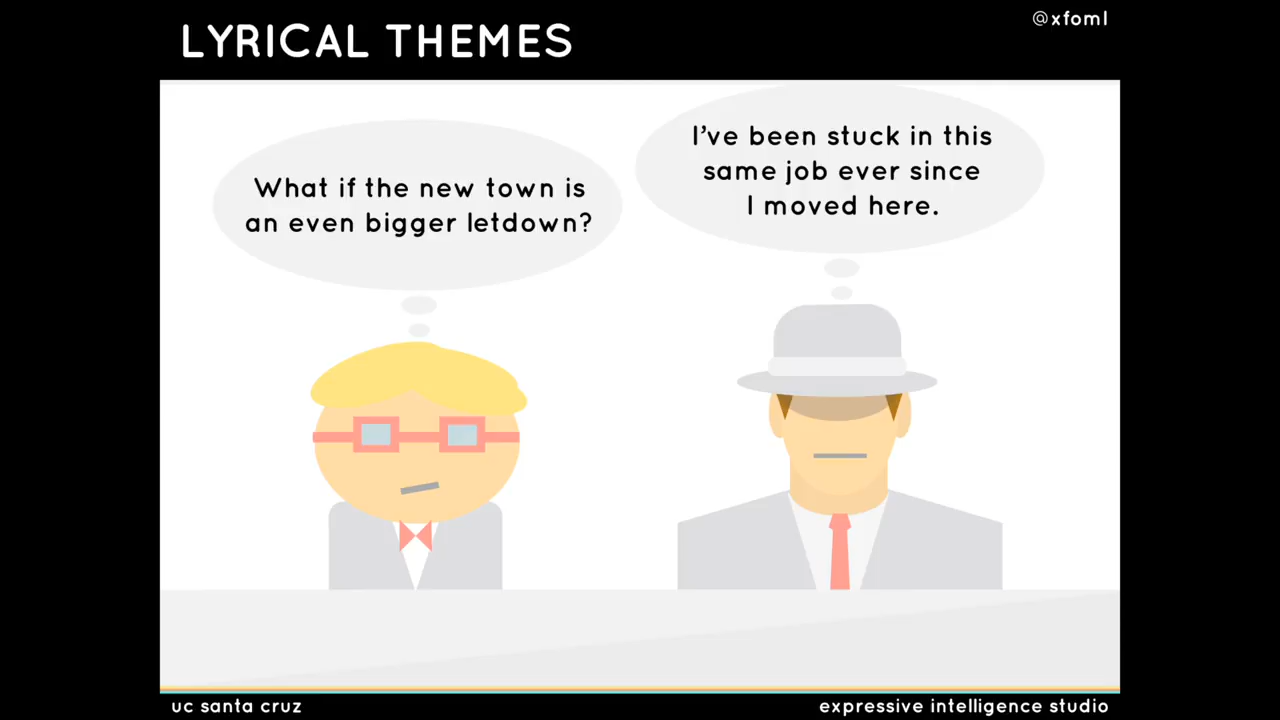 LYRICAL THEMES
@xfoml
What if the new town is
an even bigger letdown?
I've been stuck in this
same job ever since
I moved here.
uc santa cruz
expressive intelligence studio